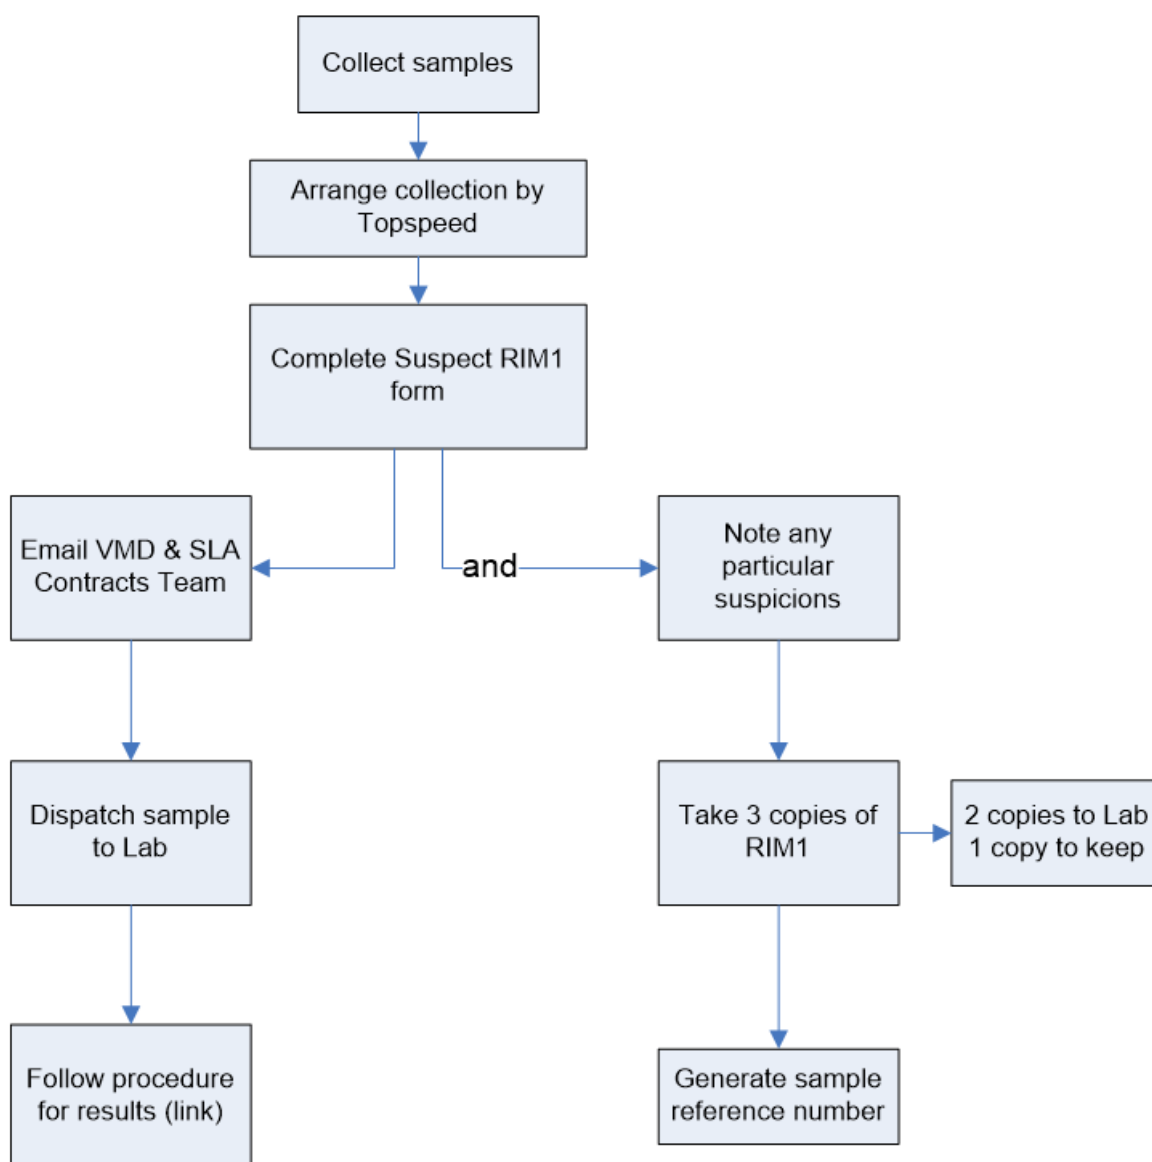 Collect samples
Arrange collection by
Topspeed
Complete Suspect RIM1
form
Email VMD & SLA
Contracts Team
and
Note any
particular
suspicions
Dispatch sample
to Lab
Take 3 copies of
RIM1
2 copies to Lab
1 copy to keep
Follow procedure
for results (link)
Generate sample
reference number